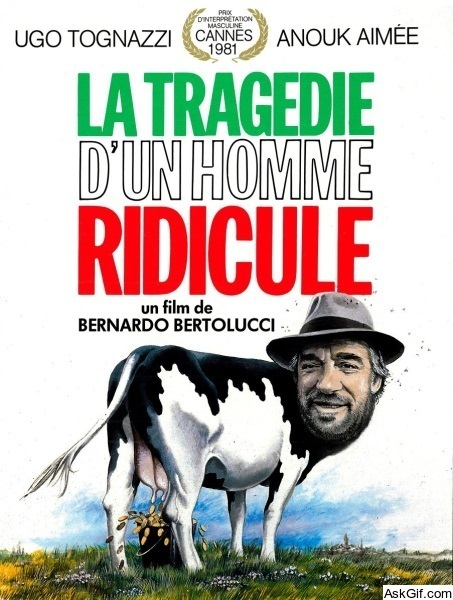 PRIX
D'INTERPRETATION
MASCULINE
CANNES
1981
UGO TOGNAZZI
ANOUK AIMÉE
LA TRAGEDIE
D'UN HOMME
RIDICULE
un film de
BERNARDO BERTOLUCCI
AskGif.com